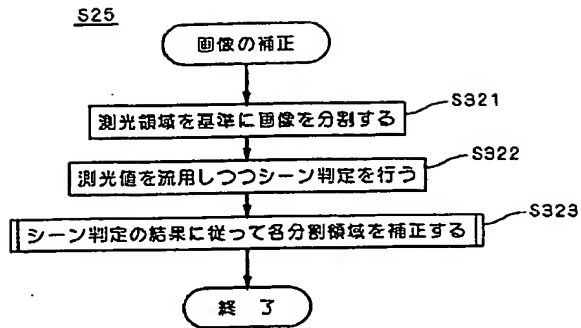 S25
画像の補正
測光領域を基準に画像を分割する
S321
測光値を流用しつつシーン判定を行う
S322
シーン判定の結果に従って各分割領域を補正する
S323
終 了